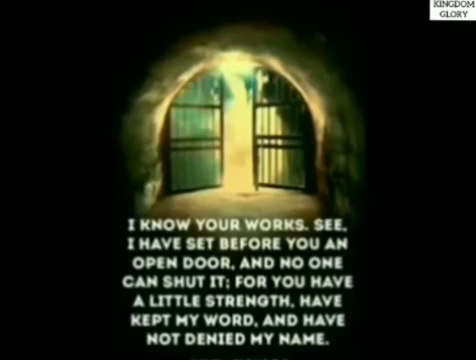 KINGDOM
GLORY
I KNOW YOUR WORKS. SEE,
I HAVE SET BEFORE YOU AN
OPEN DOOR, AND NO ONE
CAN SHUT IT; FOR YOU HAVE
A LITTLE STRENGTH, HAVE
KEPT MY WORD, AND HAVE
NOT DENIED MY NAME.